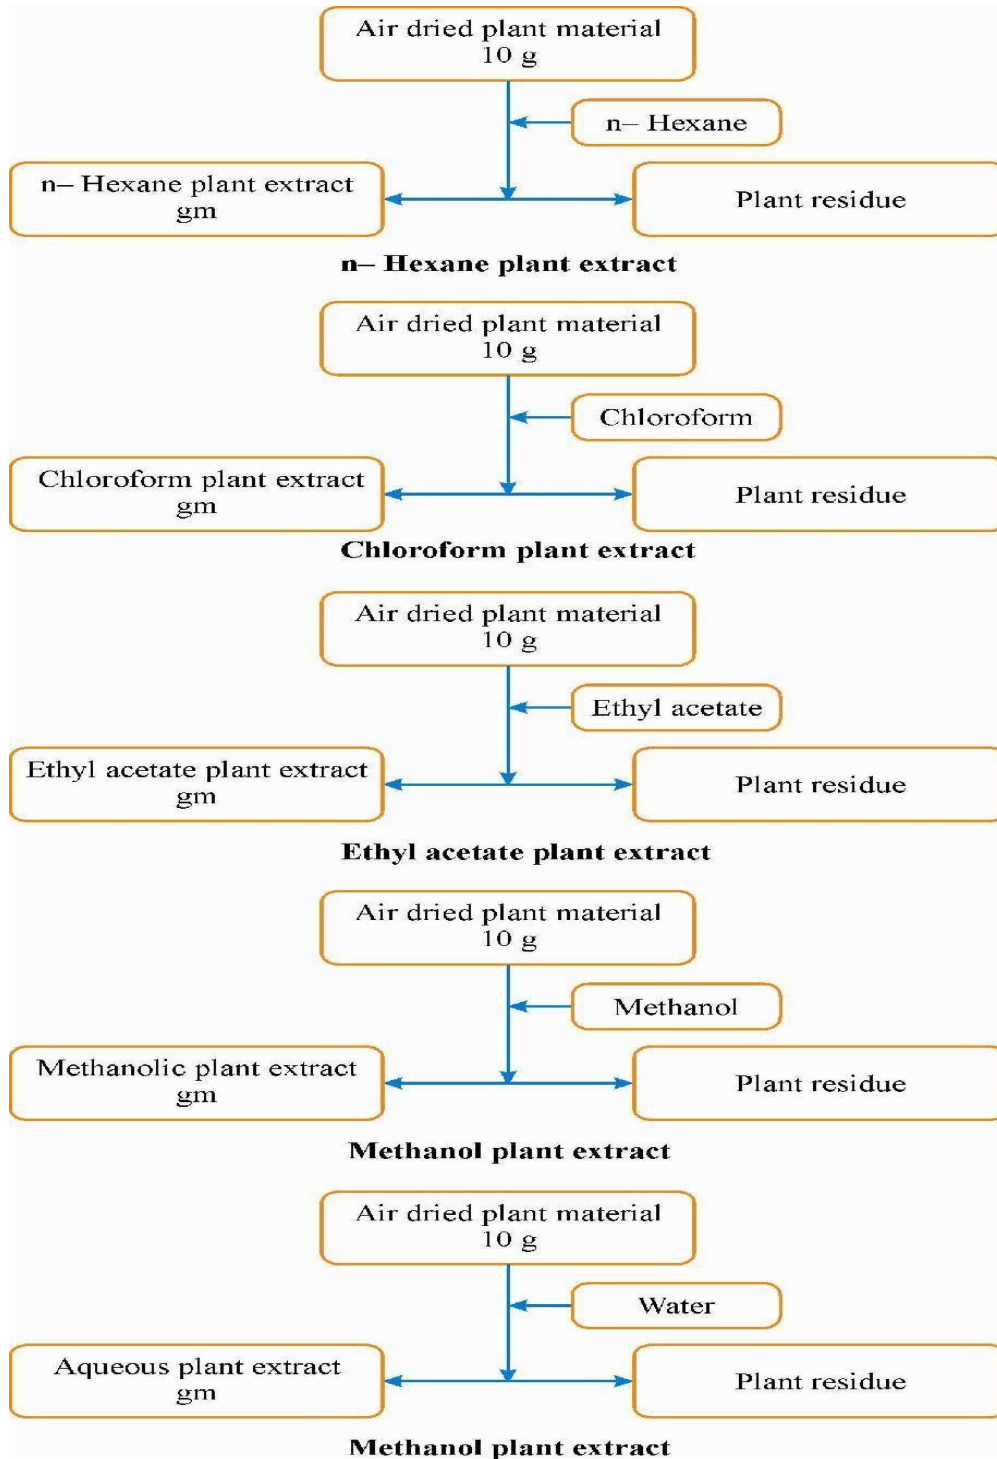 Air dried plant material
10 g
n– Hexane
n– Hexane plant extract
gm
Plant residue
n– Hexane plant extract
Air dried plant material
10 g
Chloroform
Chloroform plant extract
gm
Plant residue
Chloroform plant extract
Air dried plant material
10 g
Ethyl acetate
Ethyl acetate plant extract
gm
Plant residue
Ethyl acetate plant extract
Air dried plant material
10 g
Methanol
Methanolic plant extract
gm
Plant residue
Methanol plant extract
Air dried plant material
10 g
Water
Aqueous plant extract
gm
Plant residue
Methanol plant extract